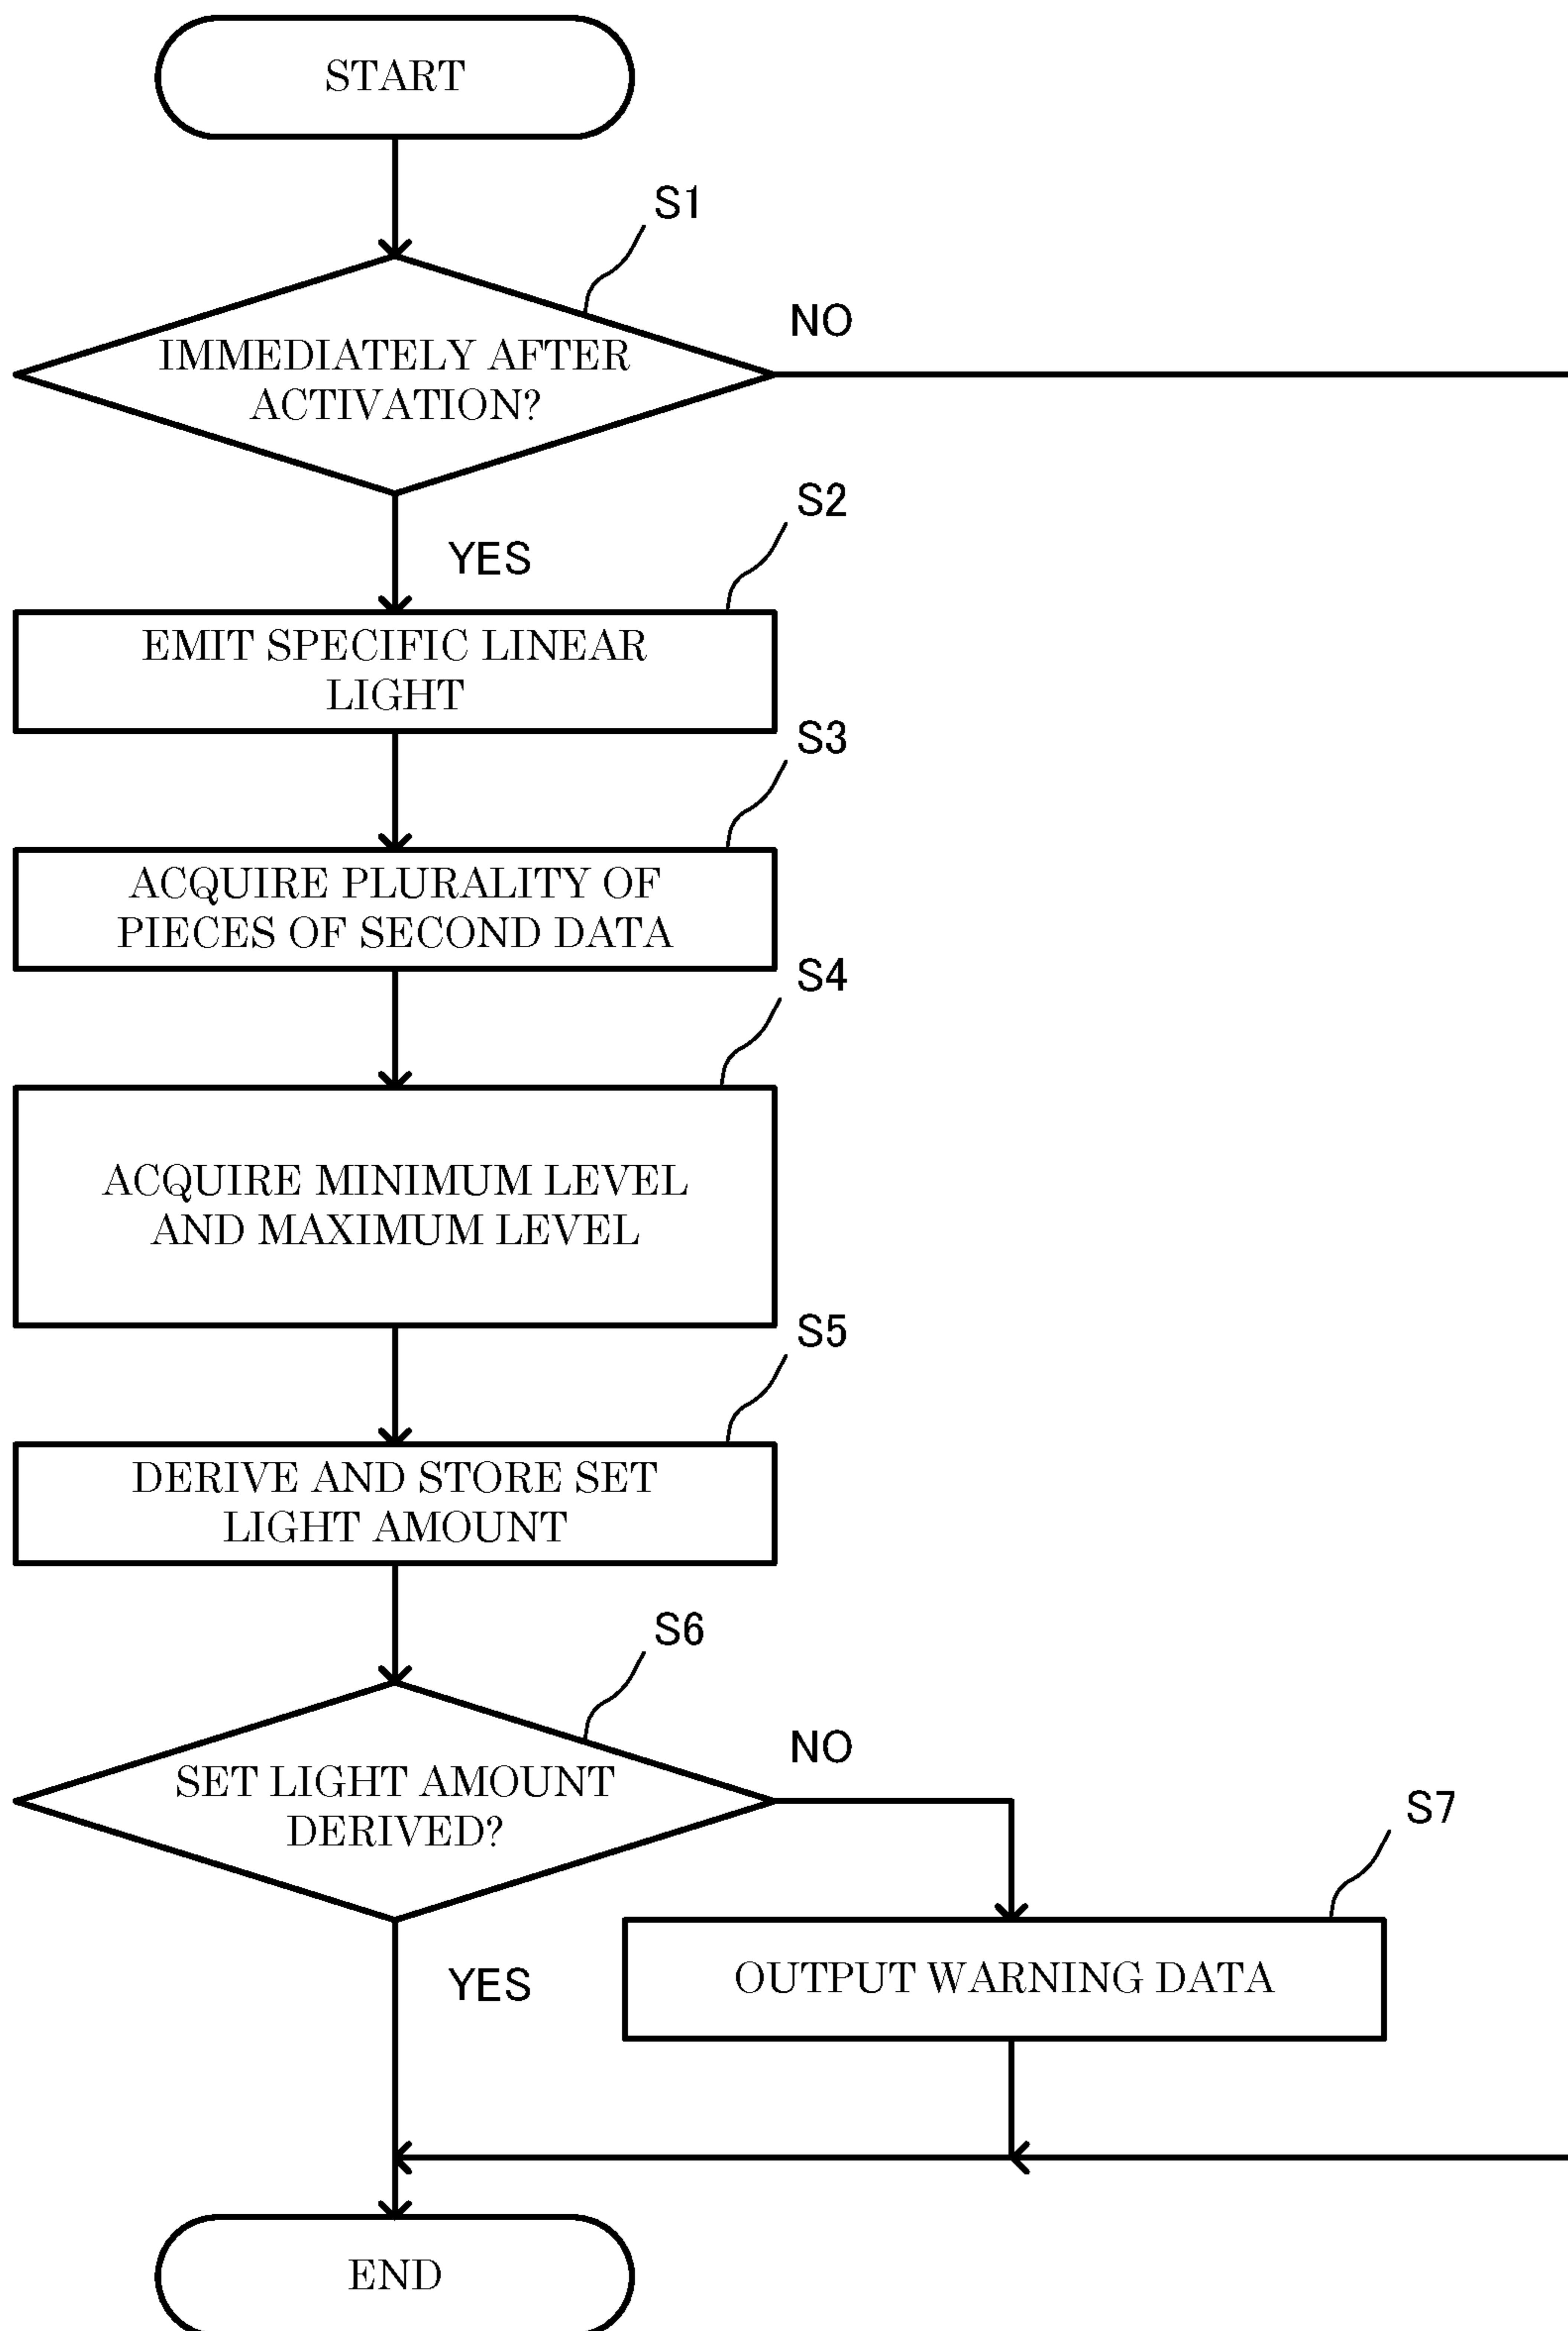 START
S1
IMMEDIATELY AFTER
ACTIVATION?
NO
YES
S2
EMIT SPECIFIC LINEAR
LIGHT
S3
ACQUIRE PLURALITY OF
PIECES OF SECOND DATA
S4
ACQUIRE MINIMUM LEVEL
AND MAXIMUM LEVEL
S5
DERIVE AND STORE SET
LIGHT AMOUNT
S6
SET LIGHT AMOUNT
DERIVED?
NO
S7
OUTPUT WARNING DATA
YES
END